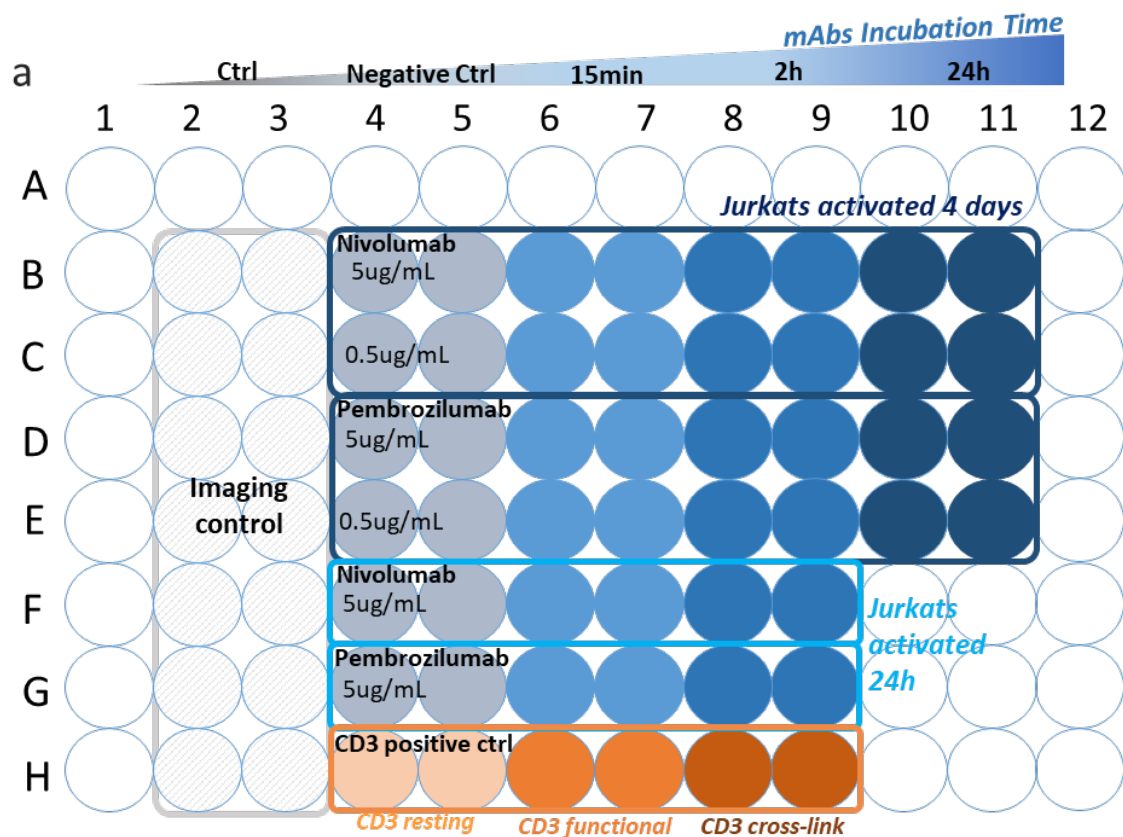 mAbs Incubation Time
a
Ctrl Negative Ctrl 15min 2h 24h
1 2 3 4 5 6 7 8 9 10 11 12
A
Jurkats activated 4 days
Nivolumab
B 5ug/mL
C 0.5ug/mL
Pembrozilumab
D 5ug/mL
Imaging
control
E 0.5ug/mL
Nivolumab
F 5ug/mL
Jurkats
activated
24h
Pembrozilumab
G 5ug/mL
CD3 positive ctrl
H
CD3 resting CD3 functional CD3 cross-link